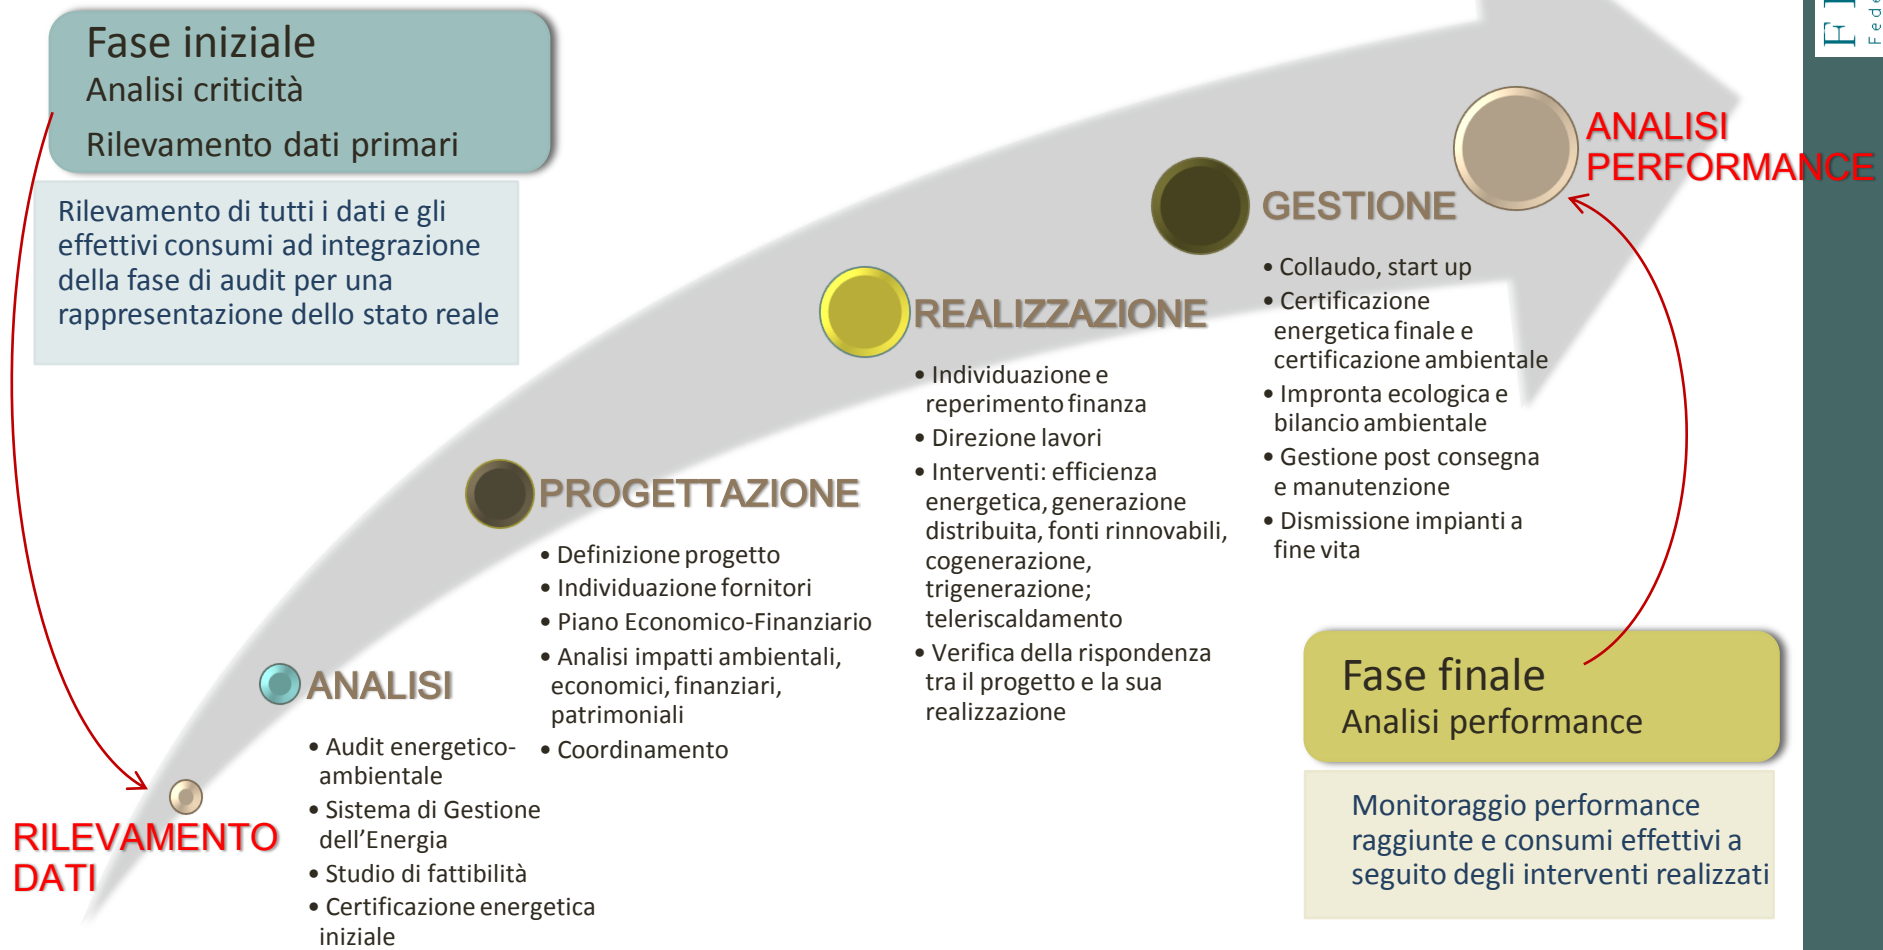 Fase iniziale
Analisi criticità
Rilevamento dati primari
Rilevamento di tutti i dati e gli
effettivi consumi ad integrazione
della fase di audit per una
rappresentazione dello stato reale
RILEVAMENTO
DATI
ANALISI
• Audit energetico-
ambientale
• Sistema di Gestione
dell’Energia
• Studio di fattibilità
• Certificazione energetica
iniziale
PROGETTAZIONE
• Definizione progetto
• Individuazione fornitori
• Piano Economico-Finanziario
• Analisi impatti ambientali,
economici, finanziari,
patrimoniali
• Coordinamento
REALIZZAZIONE
• Individuazione e
reperimento finanza
• Direzione lavori
• Interventi: efficienza
energetica, generazione
distribuita, fonti rinnovabili,
cogenerazione,
trigenerazione;
teleriscaldamento
• Verifica della rispondenza
tra il progetto e la sua
realizzazione
GESTIONE
• Collaudo, start up
• Certificazione
energetica finale e
certificazione ambientale
• Impronta ecologica e
bilancio ambientale
• Gestione post consegna
e manutenzione
• Dismissione impianti a
fine vita
ANALISI
PERFORMANCE
Fase finale
Analisi performance
Monitoraggio performance
raggiunte e consumi effettivi a
seguito degli interventi realizzati